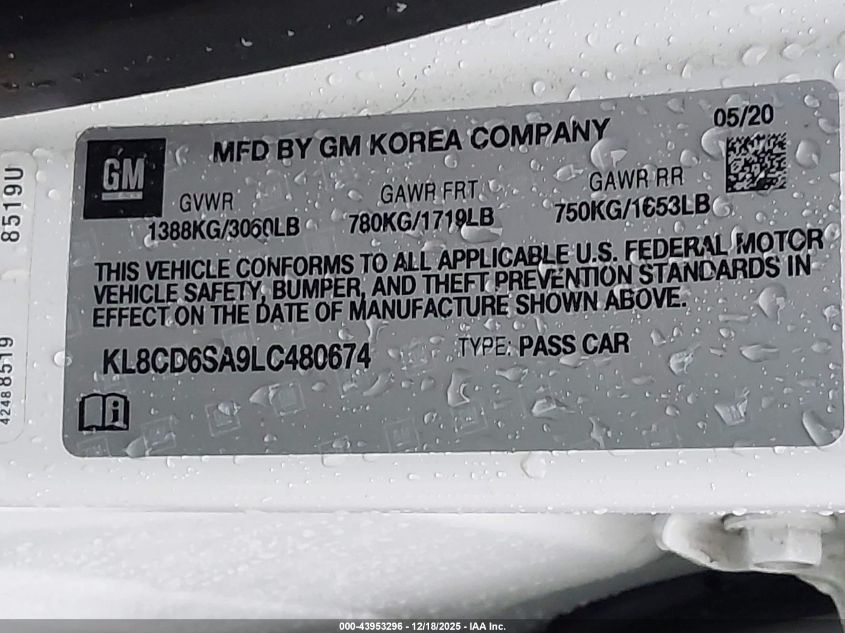 MFD BY GM KOREA COMPANY
05/20
GM
GVWR
GAWR FRT
GAWR RR
1388KG/3060LB
780KG/1719LB
750KG/1653LB
THIS VEHICLE CONFORMS TO ALL APPLICABLE U.S. FEDERAL MOTOR
VEHICLE SAFETY, BUMPER, AND THEFT PREVENTION STANDARDS IN
EFFECT ON THE DATE OF MANUFACTURE SHOWN ABOVE.
KL8CD6SA9LC480674
TYPE: PASS CAR
8519U
42488519
000-43953296 - 12/18/2025 - IAA Inc.